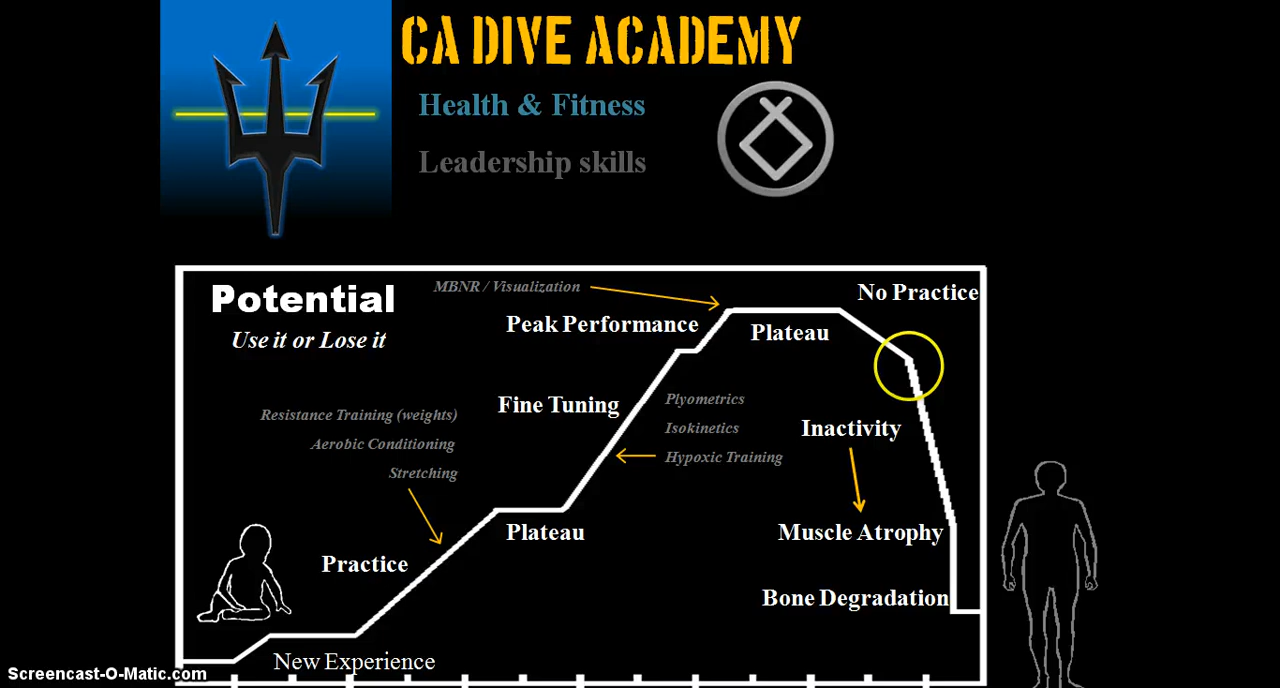 CA DIVE ACADEMY
Health & Fitness
Leadership skills
Potential
Use it or Lose it
MBNR / Visualization
No Practice
Peak Performance
Plateau
Fine Tuning
Plyometrics
Isokinetics
Hypoxic Training
Resistance Training (weights)
Aerobic Conditioning
Stretching
Inactivity
Plateau
Muscle Atrophy
Practice
Bone Degradation
New Experience
Screencast-O-Matic.com